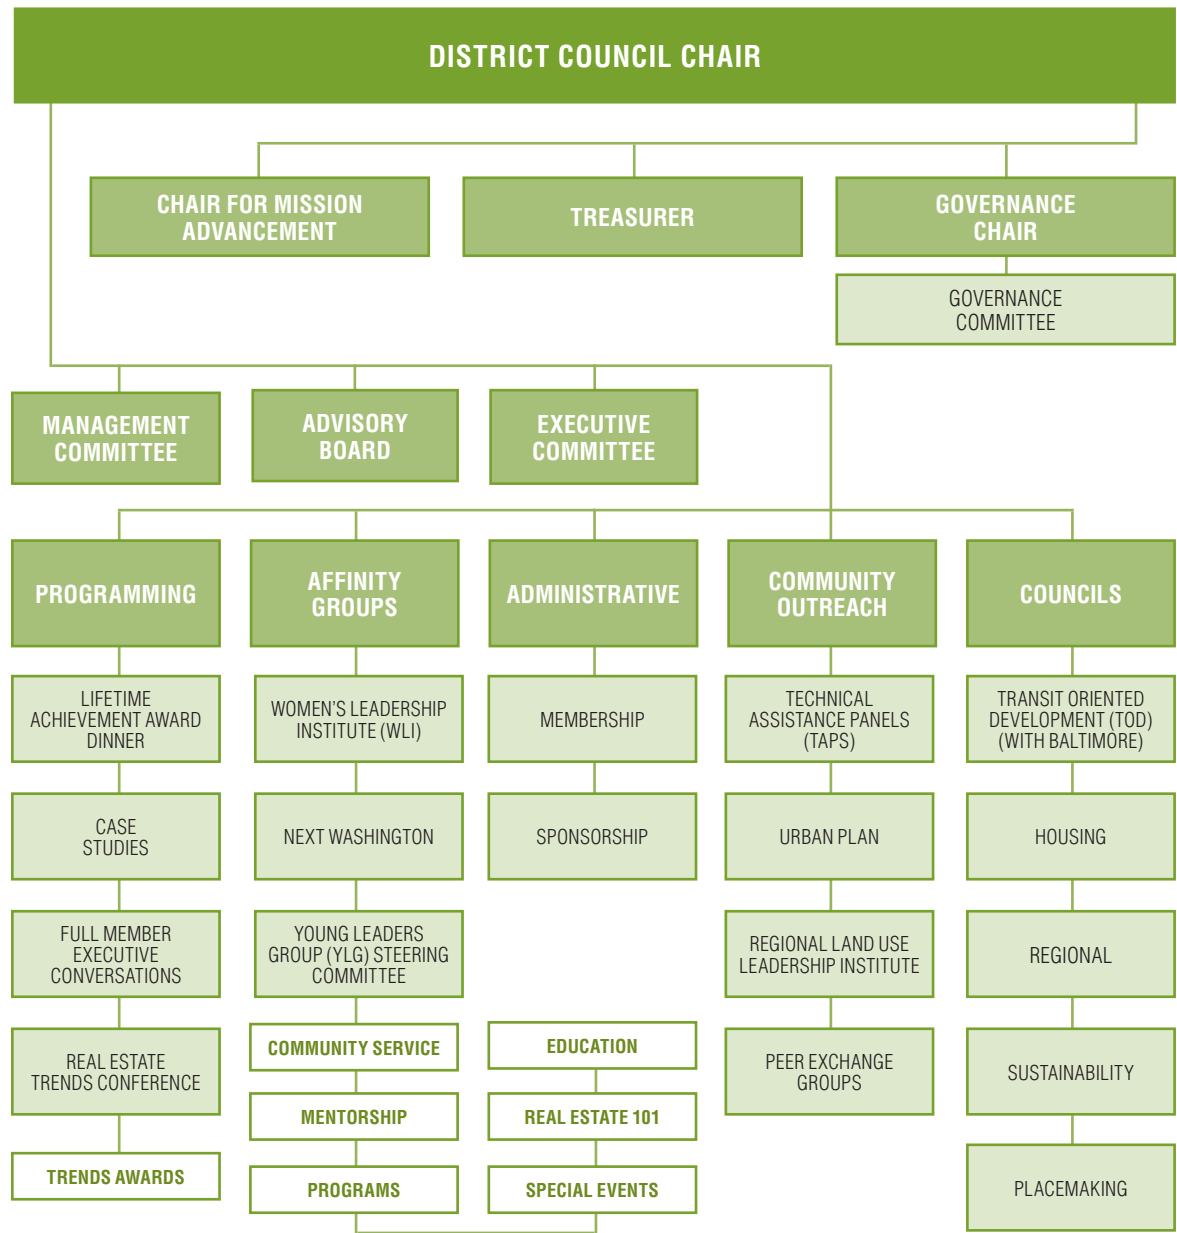 DISTRICT COUNCIL CHAIR
CHAIR FOR MISSION
ADVANCEMENT
TREASURER
GOVERNANCE
CHAIR
GOVERNANCE
COMMITTEE
MANAGEMENT
COMMITTEE
ADVISORY
BOARD
EXECUTIVE
COMMITTEE
PROGRAMMING
LIFETIME
ACHIEVEMENT AWARD
DINNER
CASE
STUDIES
FULL MEMBER
EXECUTIVE
CONVERSATIONS
REAL ESTATE
TRENDS CONFERENCE
TRENDS AWARDS
AFFINITY
GROUPS
WOMEN'S LEADERSHIP
INSTITUTE (WLI)
NEXT WASHINGTON
YOUNG LEADERS
GROUP (YLG) STEERING
COMMITTEE
COMMUNITY SERVICE
MENTORSHIP
PROGRAMS
EDUCATION
REAL ESTATE 101
SPECIAL EVENTS
ADMINISTRATIVE
MEMBERSHIP
SPONSORSHIP
COMMUNITY
OUTREACH
TECHNICAL
ASSISTANCE PANELS
(TAPS)
URBAN PLAN
REGIONAL LAND USE
LEADERSHIP INSTITUTE
PEER EXCHANGE
GROUPS
COUNCILS
TRANSIT ORIENTED
DEVELOPMENT (TOD)
(WITH BALTIMORE)
HOUSING
REGIONAL
SUSTAINABILITY
PLACEMAKING